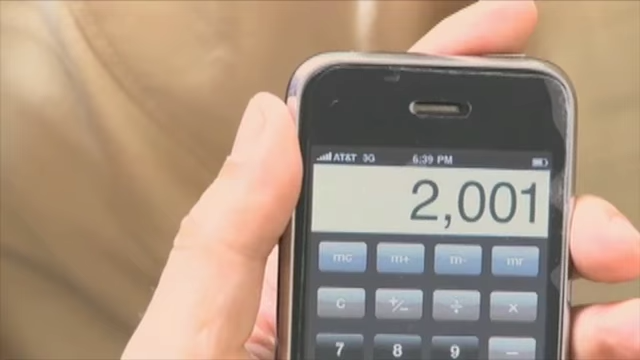 AT&T 3G 6:39 PM
2,001
mc m+ m- mr
C +/− ÷ ×
7 8 9 −